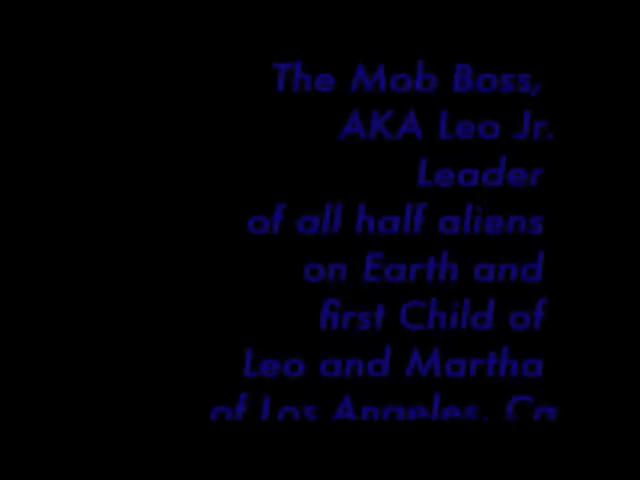 The Mob Boss,
AKA Leo Jr.
Leader
of all half aliens
on Earth and
first Child of
Leo and Martha
of Los Angeles, Ca